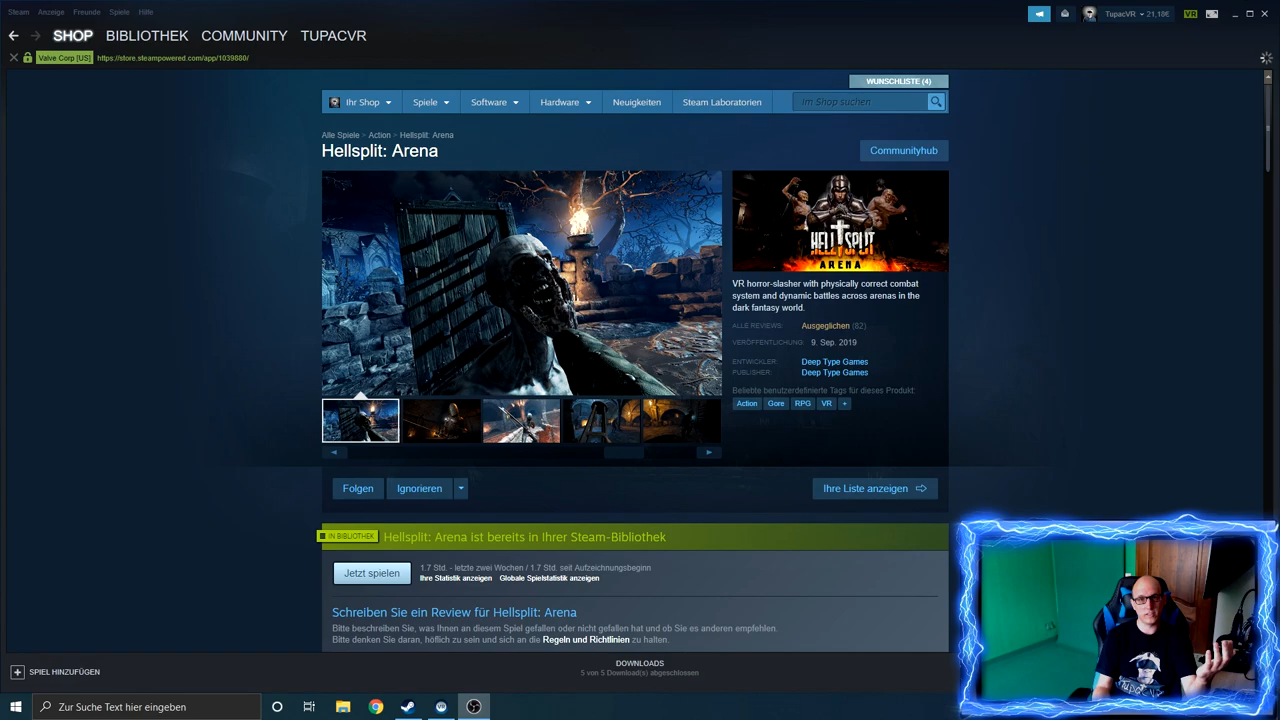 Steam Anzeige Freunde Spiele Hilfe
TupacVR 21,18€ VR
SHOP BIBLIOTHEK COMMUNITY TUPACVR
Valve Corp [US] https://store.steampowered.com/app/1039880/
WUNSCHLISTE (4)
Ihr Shop Spiele Software Hardware Neuigkeiten Steam Laboratorien Im Shop suchen
Alle Spiele > Action > Hellsplit: Arena
Hellsplit: Arena
Communityhub
HELLSPLIT
ARENA
VR horror-slasher with physically correct combat
system and dynamic battles across arenas in the
dark fantasy world.
ALLE REVIEWS: Ausgeglichen (82)
VERÖFFENTLICHUNG: 9. Sep. 2019
ENTWICKLER: Deep Type Games
PUBLISHER: Deep Type Games
Beliebte benutzerdefinierte Tags für dieses Produkt:
Action Gore RPG VR +
Folgen Ignorieren Ihre Liste anzeigen
IN BIBLIOTHEK Hellsplit: Arena ist bereits in Ihrer Steam-Bibliothek
Jetzt spielen
1.7 Std. - letzte zwei Wochen / 1.7 Std. seit Aufzeichnungsbeginn
Ihre Statistik anzeigen Globale Spielstatistik anzeigen
Schreiben Sie ein Review für Hellsplit: Arena
Bitte beschreiben Sie, was Ihnen an diesem Spiel gefallen oder nicht gefallen hat und ob Sie es anderen empfehlen.
Bitte denken Sie daran, höflich zu sein und sich an die Regeln und Richtlinien zu halten.
+ SPIEL HINZUFÜGEN
DOWNLOADS
5 von 5 Download(s) abgeschlossen
Zur Suche Text hier eingeben